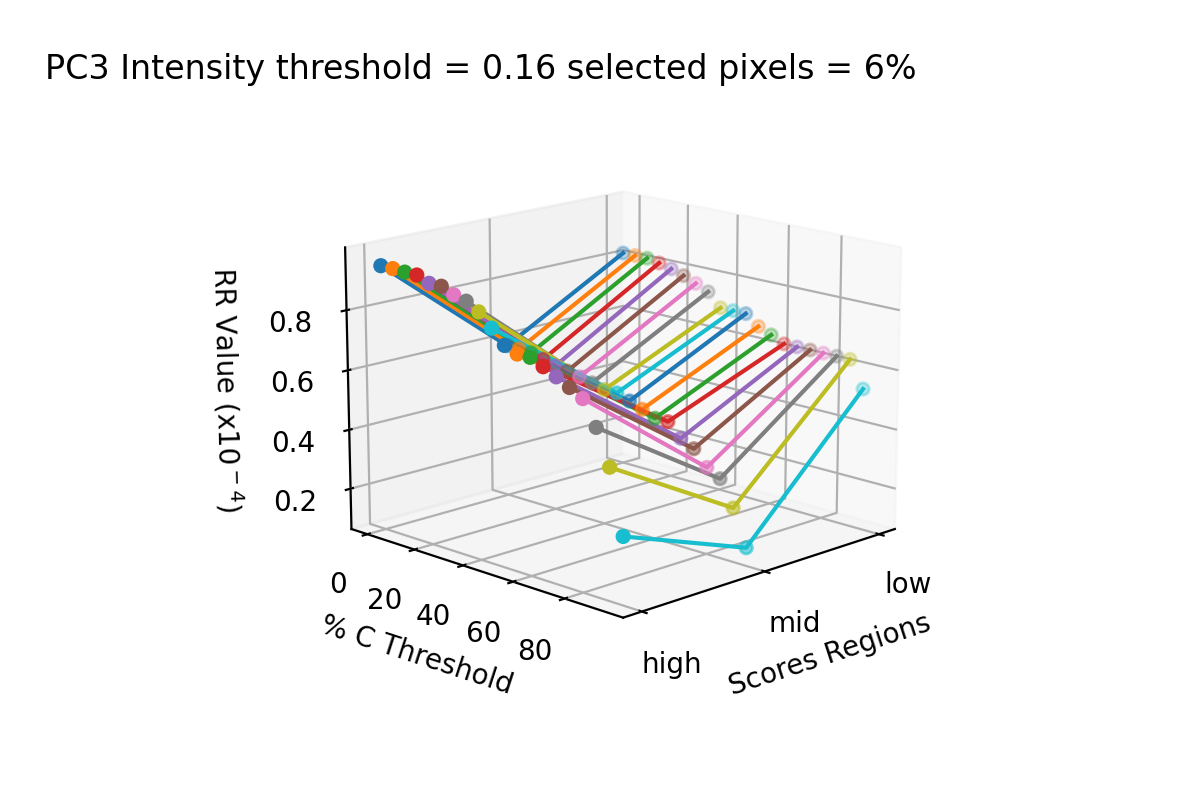 PC3 Intensity threshold = 0.16 selected pixels = 6%
RR Value (x10⁻⁴)
0.8
0.6
0.4
0.2
0
20
40
60
80
% C Threshold
high
mid
low
Scores Regions